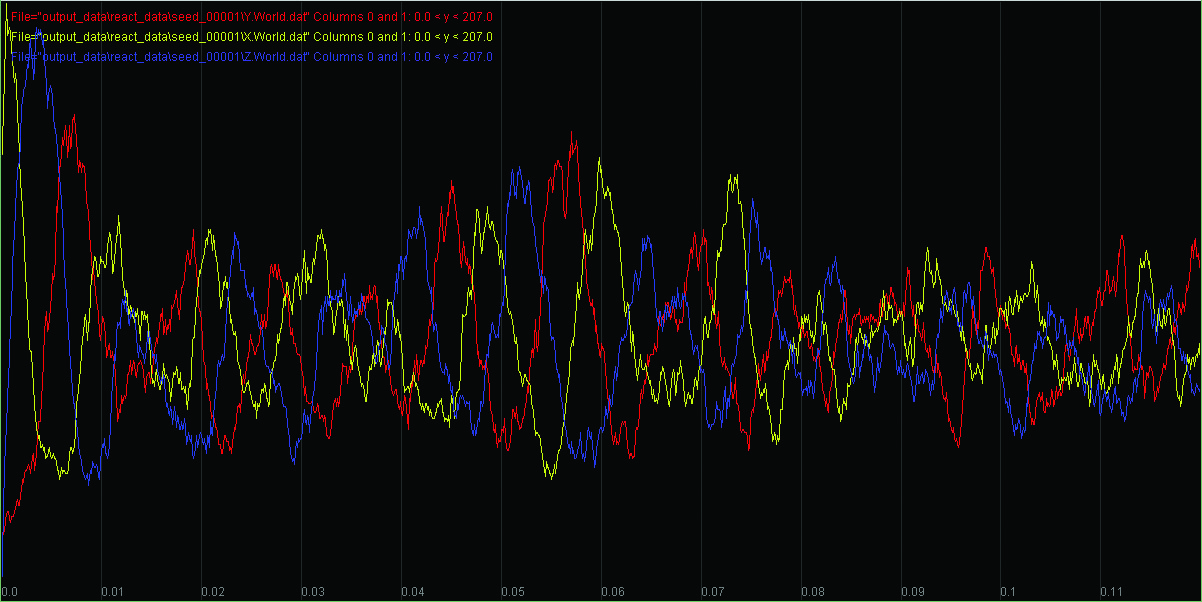 File="output_data\react_data\seed_00001\Y.World.dat" Columns 0 and 1: 0.0 < y < 207.0
File="output_data\react_data\seed_00001\X.World.dat" Columns 0 and 1: 0.0 < y < 207.0
File="output_data\react_data\seed_00001\Z.World.dat" Columns 0 and 1: 0.0 < y < 207.0
0.0 0.01 0.02 0.03 0.04 0.05 0.06 0.07 0.08 0.09 0.1 0.11